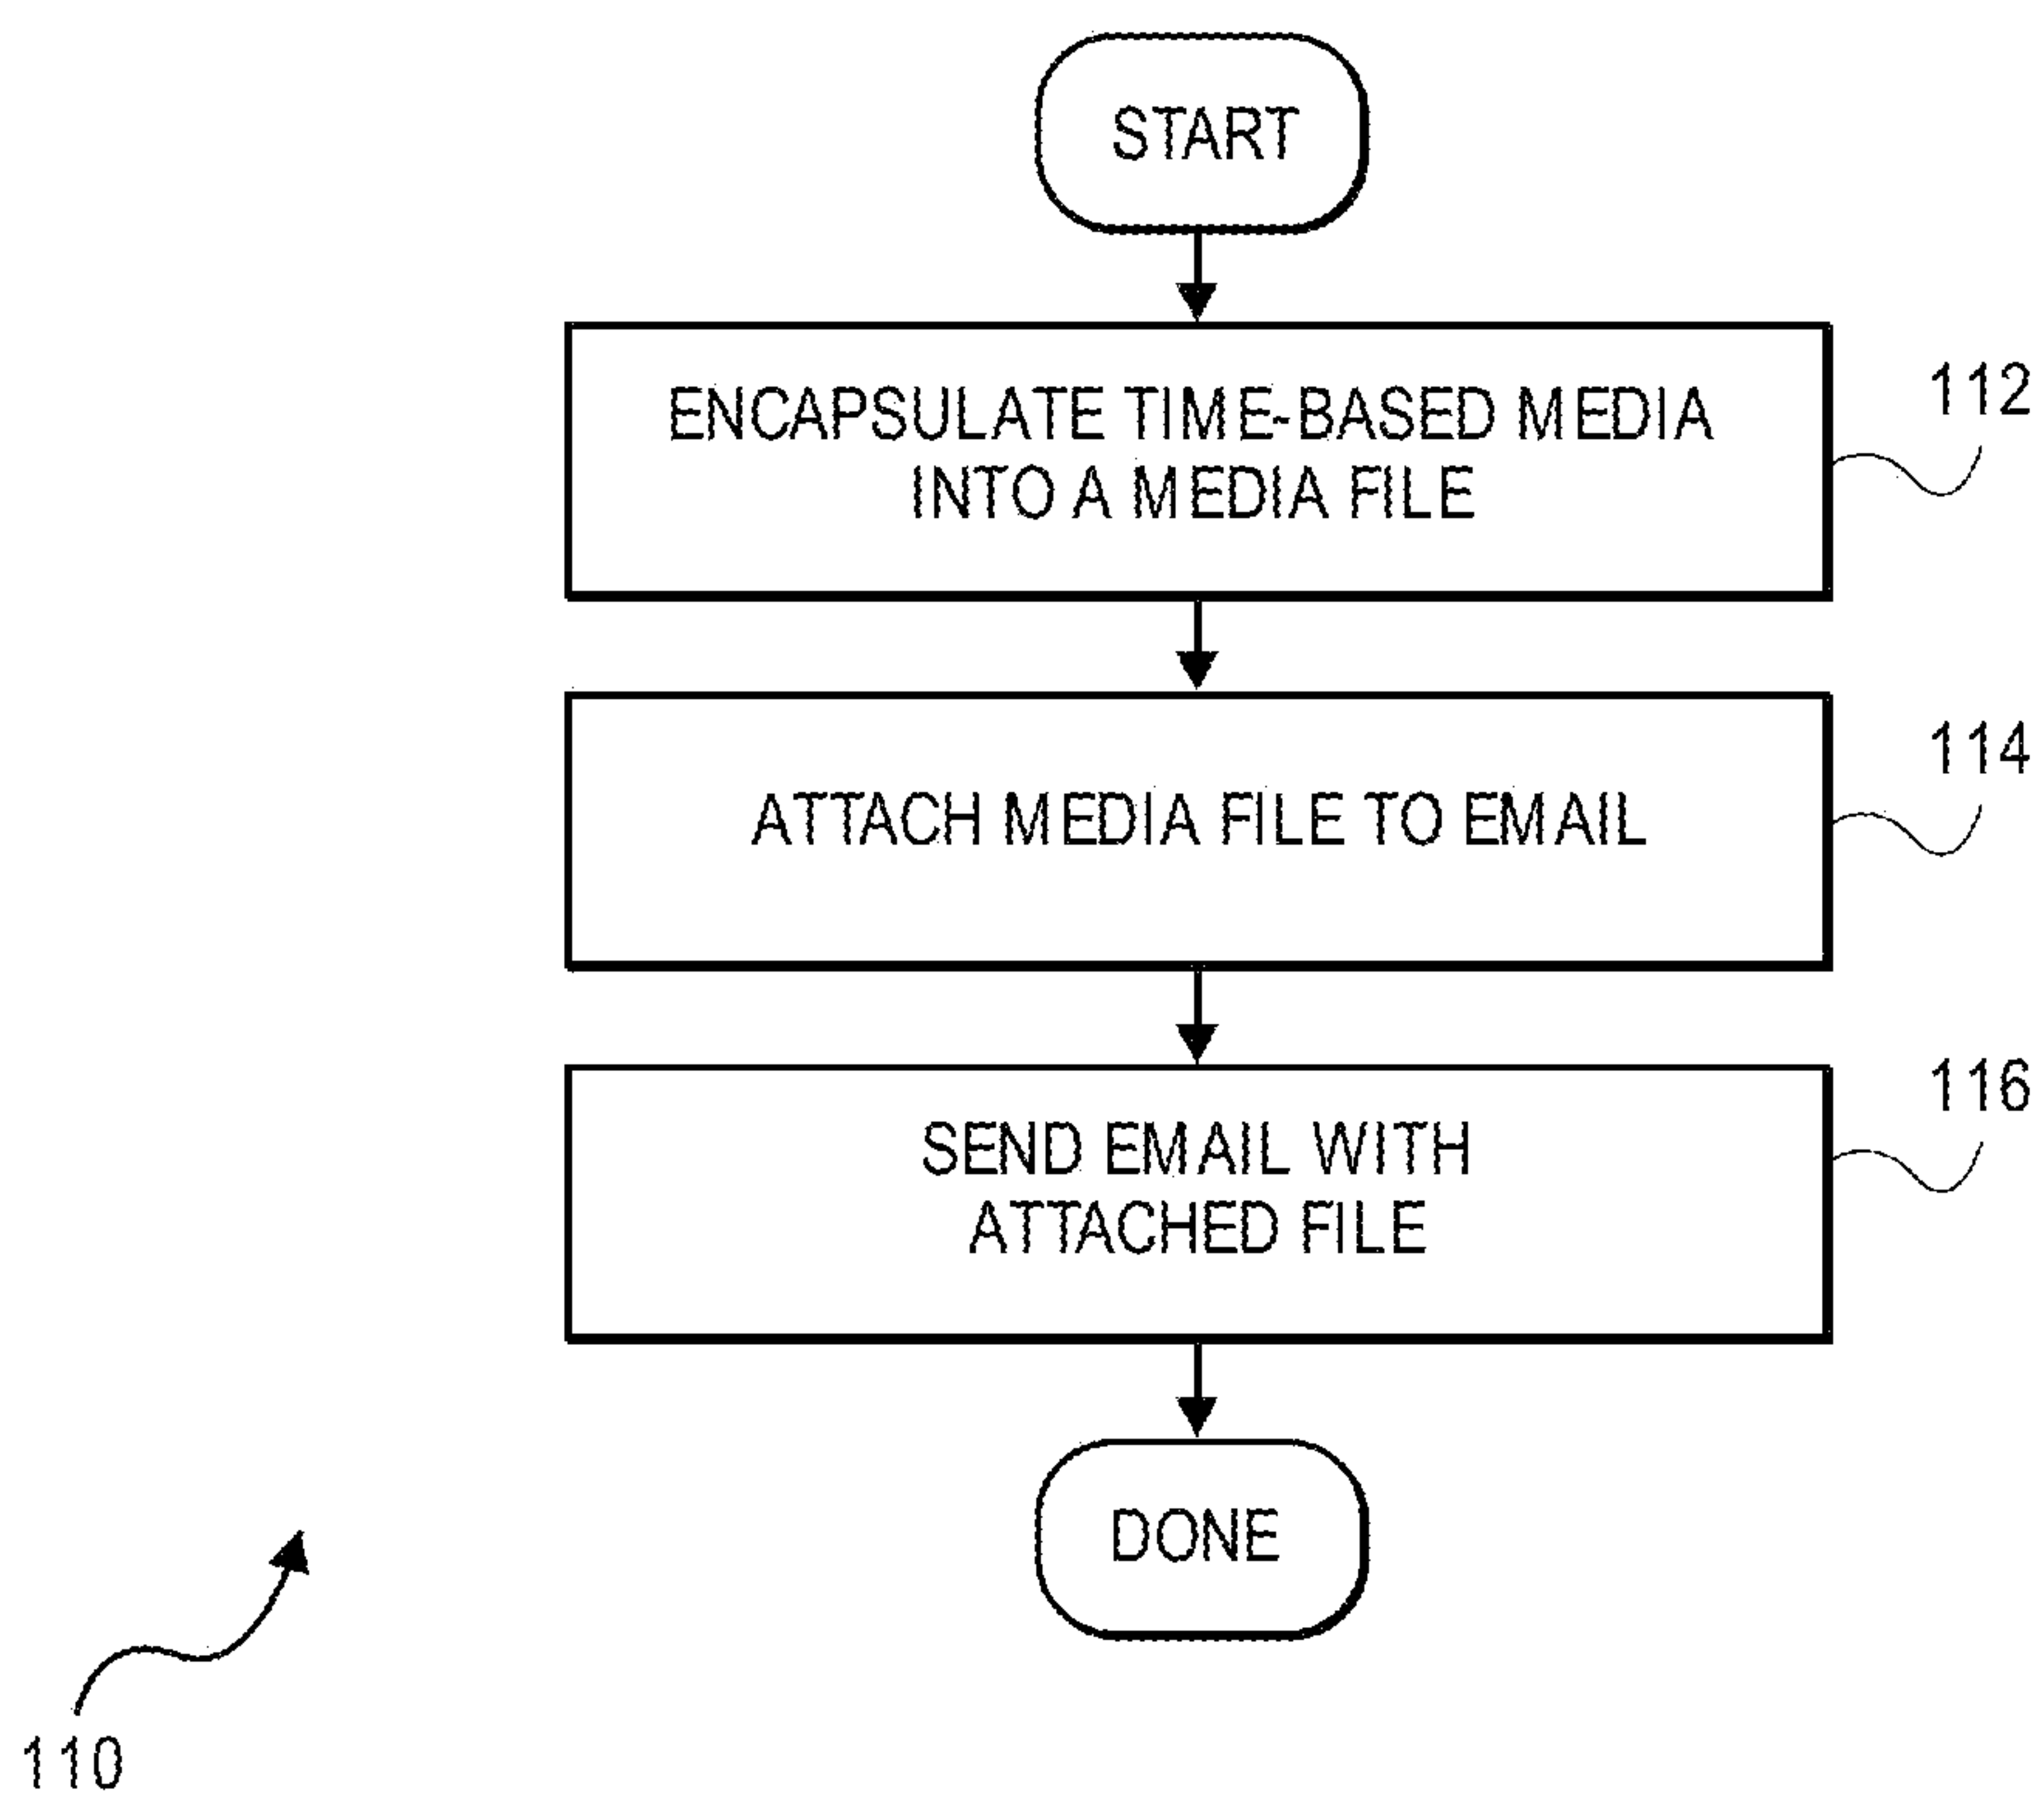 START
ENCAPSULATE TIME-BASED MEDIA
INTO A MEDIA FILE
112
ATTACH MEDIA FILE TO EMAIL
114
SEND EMAIL WITH
ATTACHED FILE
116
DONE
110